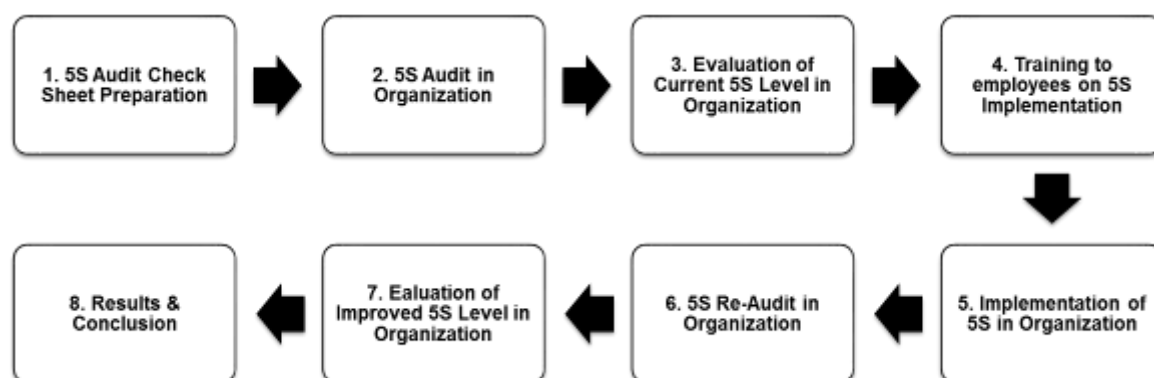 1. 5S Audit Check
Sheet Preparation
2. 5S Audit in
Organization
3. Evaluation of
Current 5S Level in
Organization
4. Training to
employees on 5S
Implementation
5. Implementation of
5S in Organization
6. 5S Re-Audit in
Organization
7. Ealuation of
Improved 5S Level in
Organization
8. Results &
Conclusion